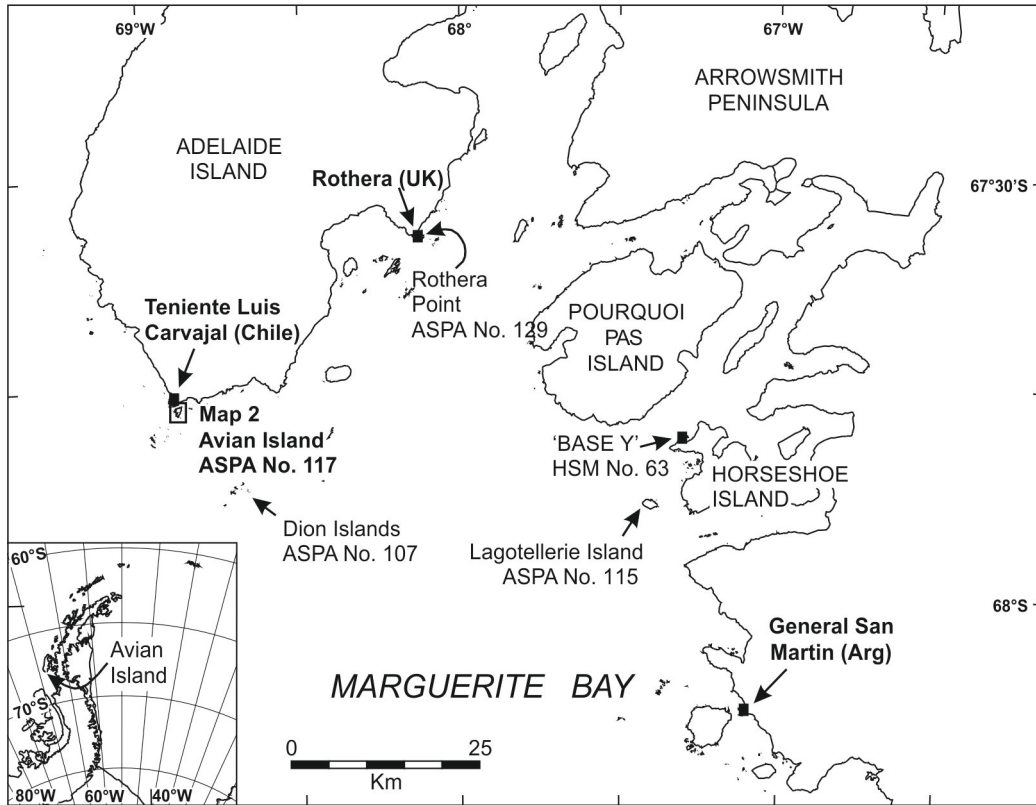 69°W
68°
67°W
ARROWSMITH
PENINSULA
ADELAIDE
ISLAND
Rothera (UK)
67°30'S
Rothera
Point
ASPA No. 129
Teniente Luis
Carvajal (Chile)
POURQUOI
PAS
ISLAND
Map 2
Avian Island
ASPA No. 117
'BASE Y'
HSM No. 63
HORSESHOE
ISLAND
Dion Islands
ASPA No. 107
Lagotellerie Island
ASPA No. 115
60°S
68°S
General San
Martin (Arg)
Avian
Island
MARGUERITE BAY
70°S
0
25
Km
80°W
60°W
40°W